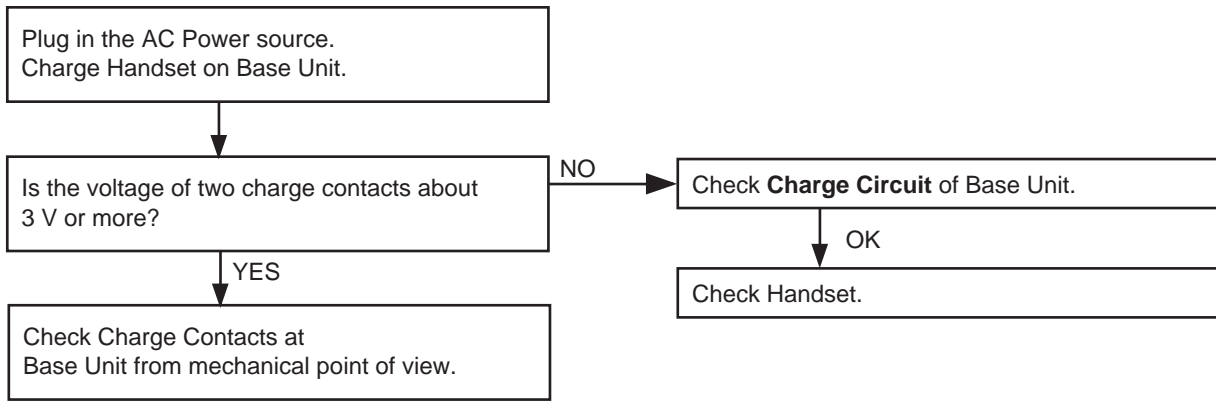 Plug in the AC Power source.
Charge Handset on Base Unit.
Is the voltage of two charge contacts about
3 V or more?
NO
Check Charge Circuit of Base Unit.
OK
Check Handset.
YES
Check Charge Contacts at
Base Unit from mechanical point of view.